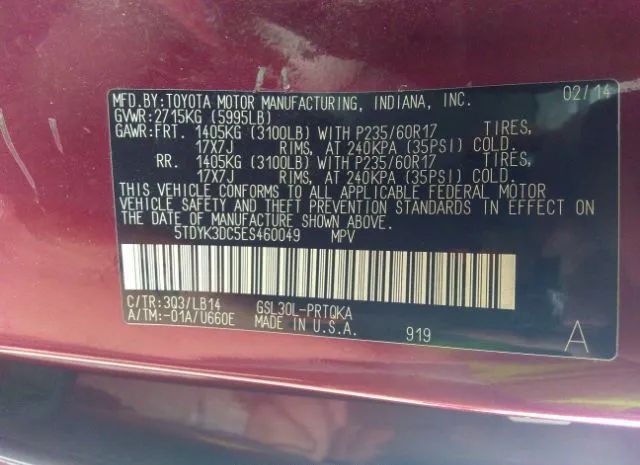 MFD.BY:TOYOTA MOTOR MANUFACTURING, INDIANA, INC. 02/14
GVWR:2715KG (5995LB)
GAWR:FRT. 1405KG (3100LB) WITH P235/60R17 TIRES,
17X7J RIMS, AT 240KPA (35PSI) COLD.
RR. 1405KG (3100LB) WITH P235/60R17 TIRES,
17X7J RIMS, AT 240KPA (35PSI) COLD.
THIS VEHICLE CONFORMS TO ALL APPLICABLE FEDERAL MOTOR
VEHICLE SAFETY AND THEFT PREVENTION STANDARDS IN EFFECT ON
THE DATE OF MANUFACTURE SHOWN ABOVE.
5TDYK3DC5ES460049 MPV
C/TR:3Q3/LB14 GSL30L-PRTQKA
A/TM:-01A/U660E MADE IN U.S.A. 919 A